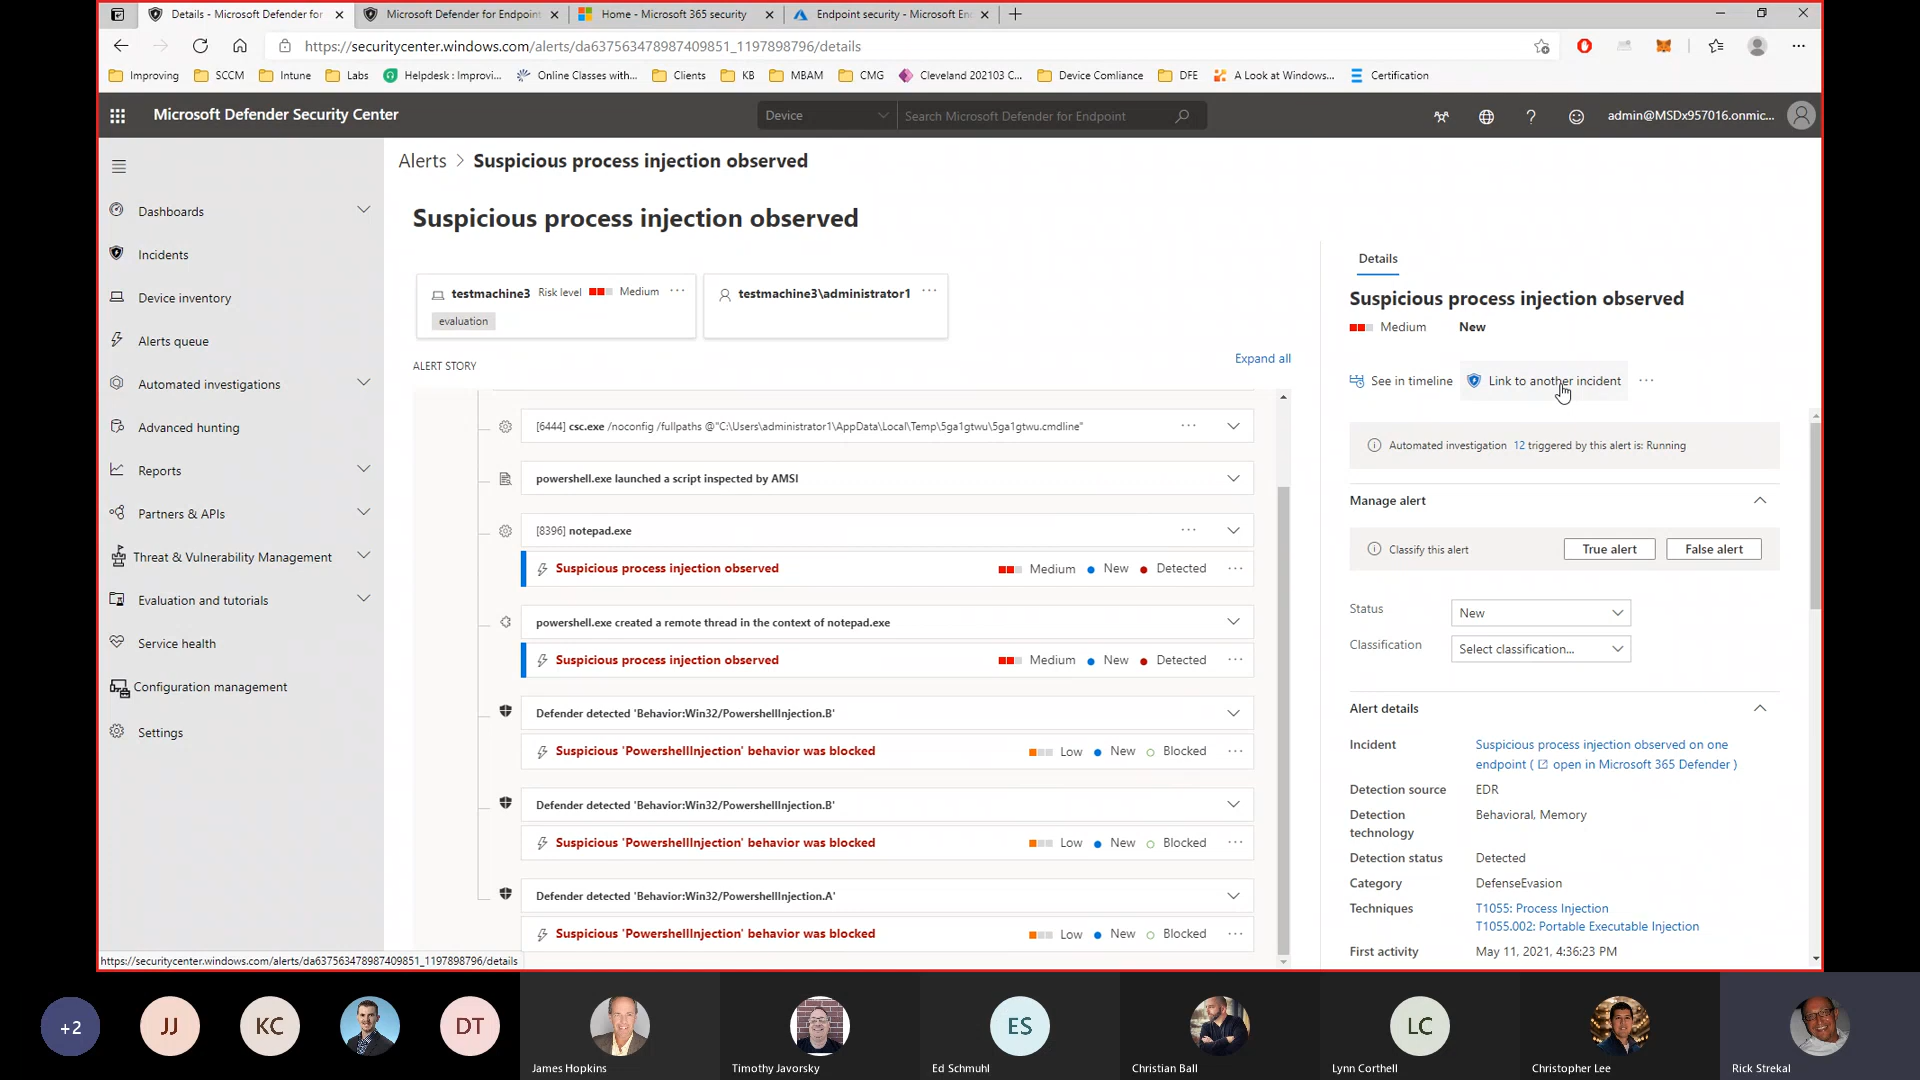 Details - Microsoft Defender for
Microsoft Defender for Endpoint
Home - Microsoft 365 security
Endpoint security - Microsoft En
https://securitycenter.windows.com/alerts/da637563478987409851_1197898796/details
Improving
SCCM
Intune
Labs
Helpdesk : Improvi...
Online Classes with...
Clients
KB
MBAM
CMG
Cleveland 202103 C...
Device Comliance
DFE
A Look at Windows...
Certification
Microsoft Defender Security Center
Device
Search Microsoft Defender for Endpoint
admin@MSDx957016.onmic...
Dashboards
Incidents
Device inventory
Alerts queue
Automated investigations
Advanced hunting
Reports
Partners & APIs
Threat & Vulnerability Management
Evaluation and tutorials
Service health
Configuration management
Settings
Alerts > Suspicious process injection observed
Suspicious process injection observed
testmachine3 Risk level Medium ...
evaluation
testmachine3\administrator1 ...
ALERT STORY
Expand all
[6444] csc.exe /noconfig /fullpaths @"C:\Users\administrator1\AppData\Local\Temp\5ga1gtwu\5ga1gtwu.cmdline" ...
powershell.exe launched a script inspected by AMSI
[8396] notepad.exe ...
Suspicious process injection observed Medium New Detected ...
powershell.exe created a remote thread in the context of notepad.exe
Suspicious process injection observed Medium New Detected ...
Defender detected 'Behavior:Win32/PowershellInjection.B'
Suspicious 'PowershellInjection' behavior was blocked Low New Blocked ...
Defender detected 'Behavior:Win32/PowershellInjection.B'
Suspicious 'PowershellInjection' behavior was blocked Low New Blocked ...
Defender detected 'Behavior:Win32/PowershellInjection.A'
Suspicious 'PowershellInjection' behavior was blocked Low New Blocked ...
Details
Suspicious process injection observed
Medium New
See in timeline Link to another incident ...
Automated investigation 12 triggered by this alert is: Running
Manage alert
Classify this alert True alert False alert
Status New
Classification Select classification...
Alert details
Incident Suspicious process injection observed on one
endpoint ( open in Microsoft 365 Defender )
Detection source EDR
Detection Behavioral, Memory
technology
Detection status Detected
Category DefenseEvasion
Techniques T1055: Process Injection
T1055.002: Portable Executable Injection
First activity May 11, 2021, 4:36:23 PM
https://securitycenter.windows.com/alerts/da637563478987409851_1197898796/details
+2
JJ
KC
DT
James Hopkins
Timothy Javorsky
ES
Ed Schmuhl
Christian Ball
LC
Lynn Corthell
Christopher Lee
Rick Strekal